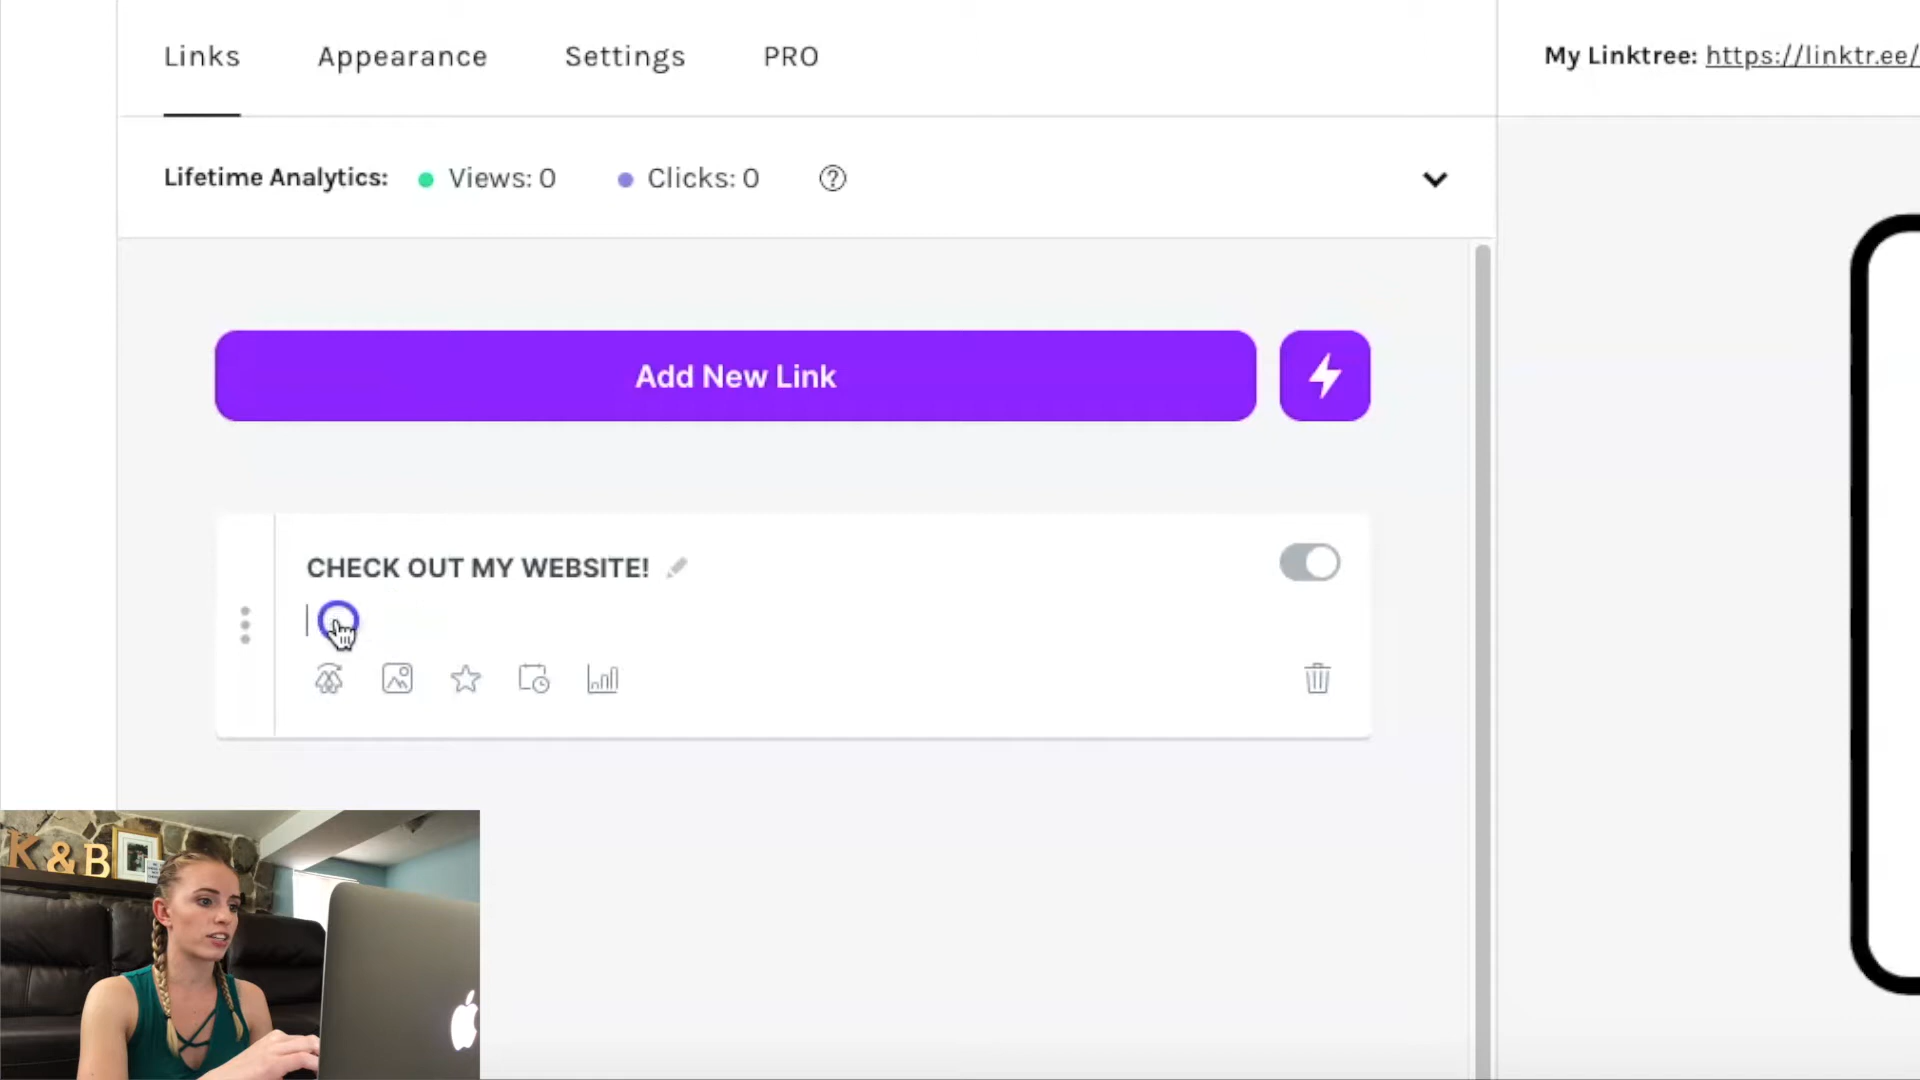 Links Appearance Settings PRO
My Linktree: https://linktr.ee/
Lifetime Analytics: Views: 0 Clicks: 0 ?
Add New Link
CHECK OUT MY WEBSITE!
K & B